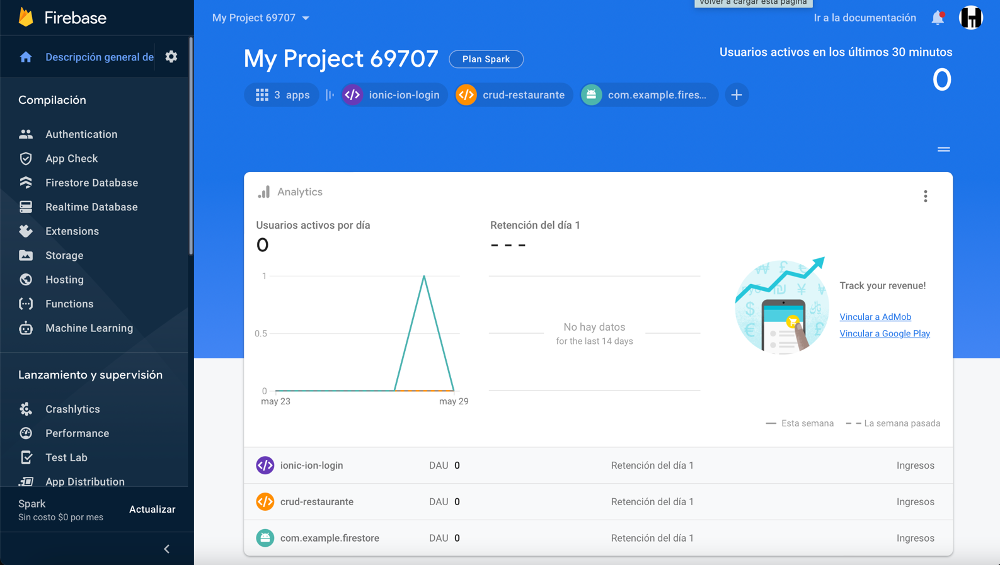 Volver a cargar esta página
Firebase
My Project 69707
Ir a la documentación
Descripción general de
My Project 69707
Plan Spark
Usuarios activos en los últimos 30 minutos
0
3 apps
ionic-ion-login
crud-restaurante
com.example.fires...
Compilación
Authentication
App Check
Firestore Database
Realtime Database
Extensions
Storage
Hosting
Functions
Machine Learning
Lanzamiento y supervisión
Crashlytics
Performance
Test Lab
App Distribution
Spark
Sin costo $0 por mes
Actualizar
Analytics
Usuarios activos por día
0
Retención del día 1
- - -
1
0.5
0
may 23
may 29
No hay datos
for the last 14 days
Track your revenue!
Vincular a AdMob
Vincular a Google Play
Esta semana
La semana pasada
ionic-ion-login DAU 0 Retención del día 1 Ingresos
crud-restaurante DAU 0 Retención del día 1 Ingresos
com.example.firestore DAU 0 Retención del día 1 Ingresos